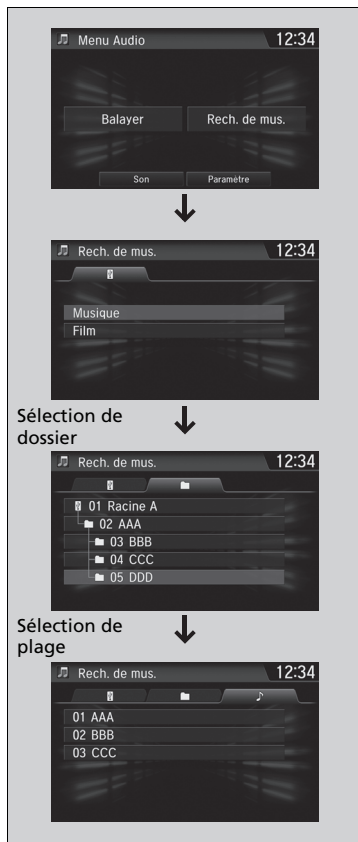 Menu Audio 12:34
Balayer Rech. de mus.
Son Paramètre
Rech. de mus. 12:34
Musique
Film
Sélection de
dossier
Rech. de mus. 12:34
01 Racine A
02 AAA
03 BBB
04 CCC
05 DDD
Sélection de
plage
Rech. de mus. 12:34
01 AAA
02 BBB
03 CCC